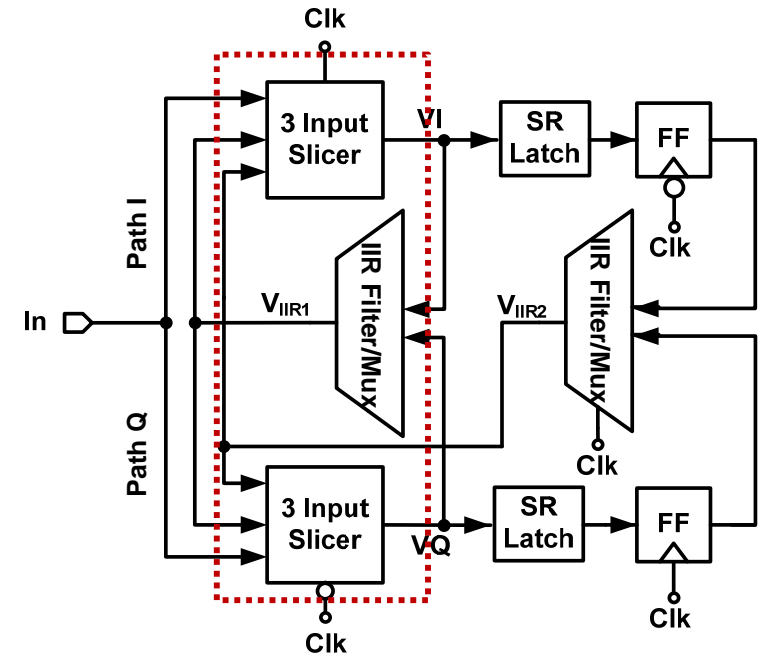 Clk
3 Input
Slicer
VI
SR
Latch
FF
Clk
Path I
IIR Filter/Mux
IIR Filter/Mux
In
VIIR1
VIIR2
Path Q
Clk
3 Input
Slicer
VQ
SR
Latch
FF
Clk
Clk